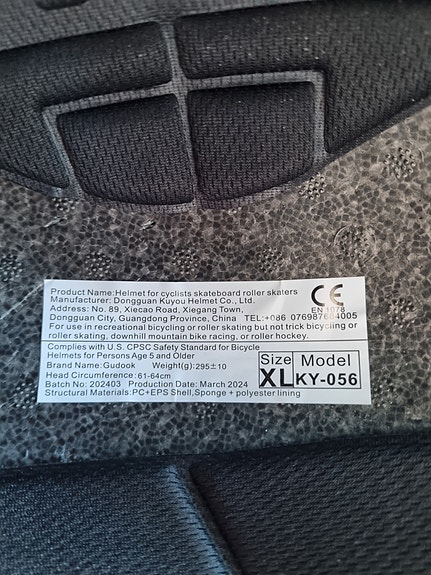 Product Name:Helmet for cyclists skateboard roller skaters
Manufacturer: Dongguan Kuyou Helmet Co., Ltd.
Address: No. 89, Xiecao Road, Xiegang Town,
Dongguan City, Guangdong Province, China TEL:+086 076987684005
CE
EN 1078
For use in recreational bicycling or roller skating but not trick bicycling or
roller skating, downhill mountain bike racing, or roller hockey.
Complies with U.S. CPSC Safety Standard for Bicycle
Helmets for Persons Age 5 and Older
Brand Name: Gudook Weight(g):295±10
Head Circumference: 61-64cm
Batch No: 202403 Production Date: March 2024
Structural Materials:PC+EPS Shell,Sponge + polyester lining
Size Model
XL KY-056